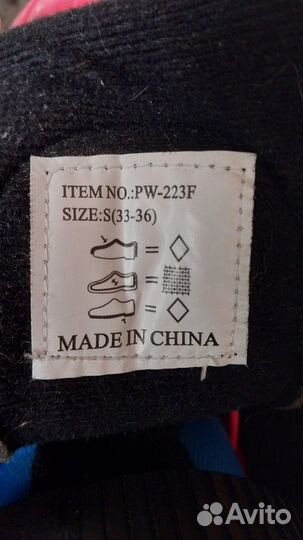 ITEM NO.:PW-223F
SIZE:S(33-36)
=
=
=
MADE IN CHINA
Avito